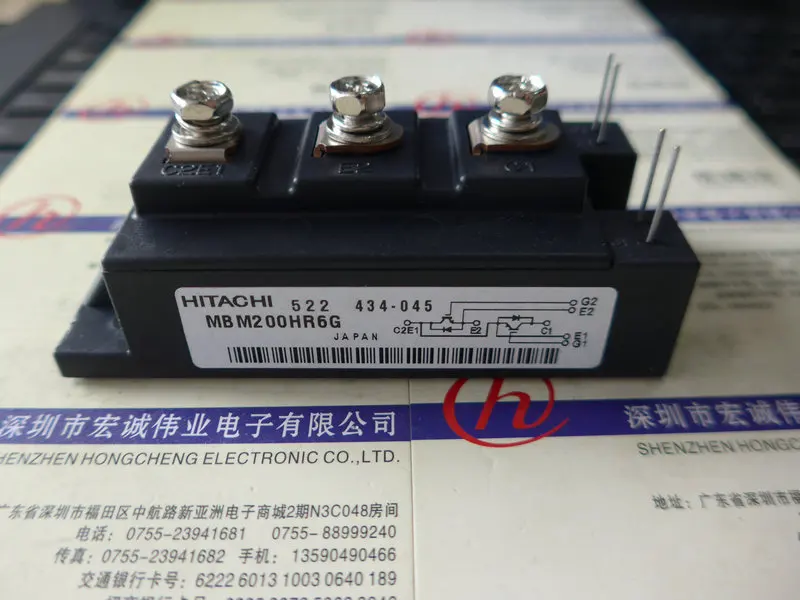 C2E1
E2
C1
HITACHI 522 434-045
MBM200HR6G
JAPAN
G2
E2
C2E1
E2
C1
E1
G1
h
深圳市宏诚伟业电子有限公司
SHENZHEN HONGCHENG ELECTRONIC CO.,LTD.
广东省深圳市福田区中航路新亚洲电子商城2期N3C048房间
电话: 0755-23941681 0755-88999240
传真: 0755-23941682 手机: 13590490466
交通银行卡号: 6222 6013 1003 0640 189
h
深圳市宏诚伟业
SHENZHEN HONGCHENG
地址: 广东省深圳市福